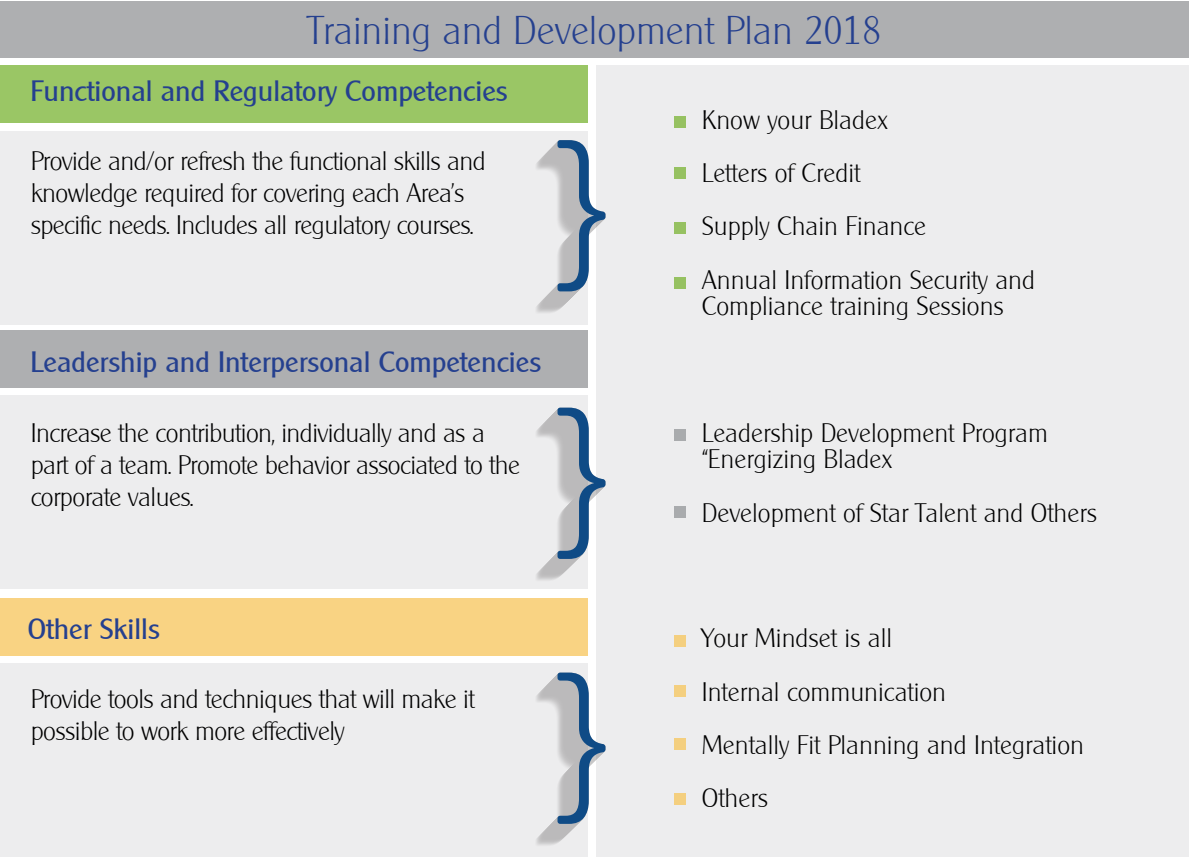 Training and Development Plan 2018
Functional and Regulatory Competencies
Provide and/or refresh the functional skills and
knowledge required for covering each Area's
specific needs. Includes all regulatory courses.
Know your Bladex
Letters of Credit
Supply Chain Finance
Annual Information Security and
Compliance training Sessions
Leadership and Interpersonal Competencies
Increase the contribution, individually and as a
part of a team. Promote behavior associated to the
corporate values.
Leadership Development Program
“Energizing Bladex
Development of Star Talent and Others
Other Skills
Provide tools and techniques that will make it
possible to work more effectively
Your Mindset is all
Internal communication
Mentally Fit Planning and Integration
Others